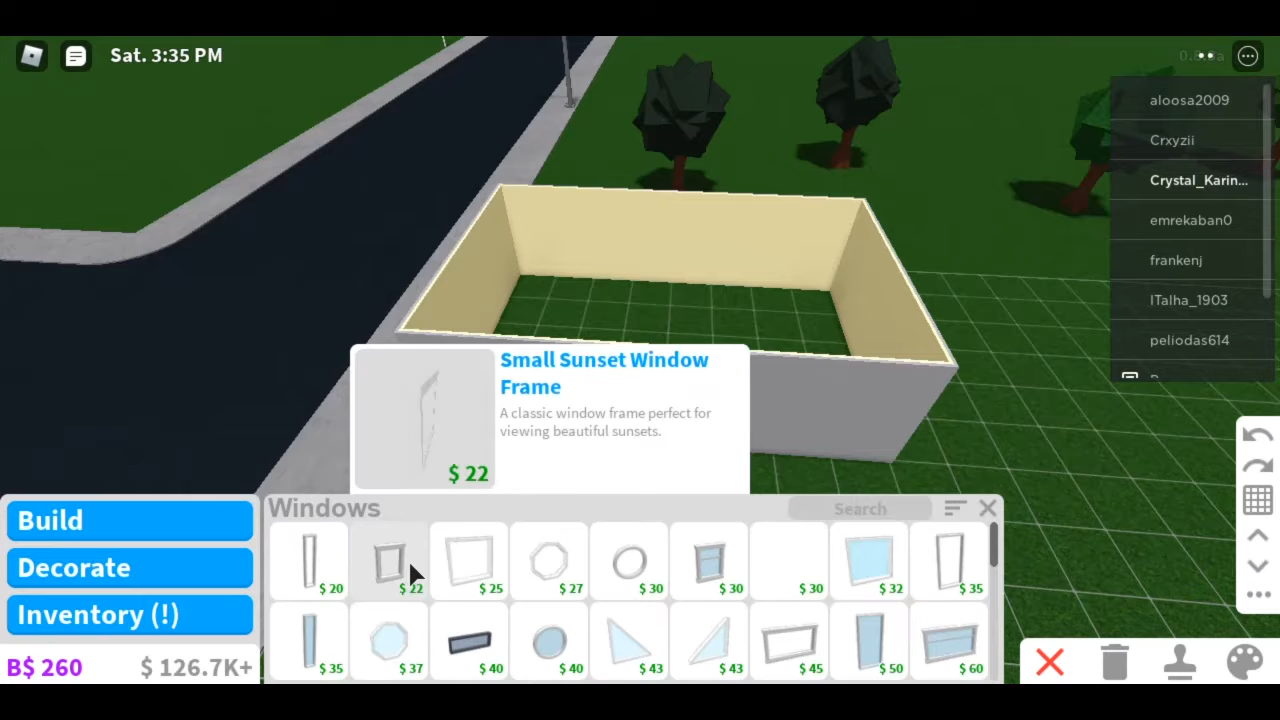 Sat. 3:35 PM
aloosa2009
Crxyzii
Crystal_Karin...
emrekaban0
frankenj
ITalha_1903
peliodas614
Small Sunset Window
Frame
A classic window frame perfect for
viewing beautiful sunsets.
$ 22
Build
Decorate
Inventory (!)
B$ 260
$ 126.7K+
Windows
Search
$ 20
$ 22
$ 25
$ 27
$ 30
$ 30
$ 30
$ 32
$ 35
$ 35
$ 37
$ 40
$ 40
$ 43
$ 43
$ 45
$ 50
$ 60